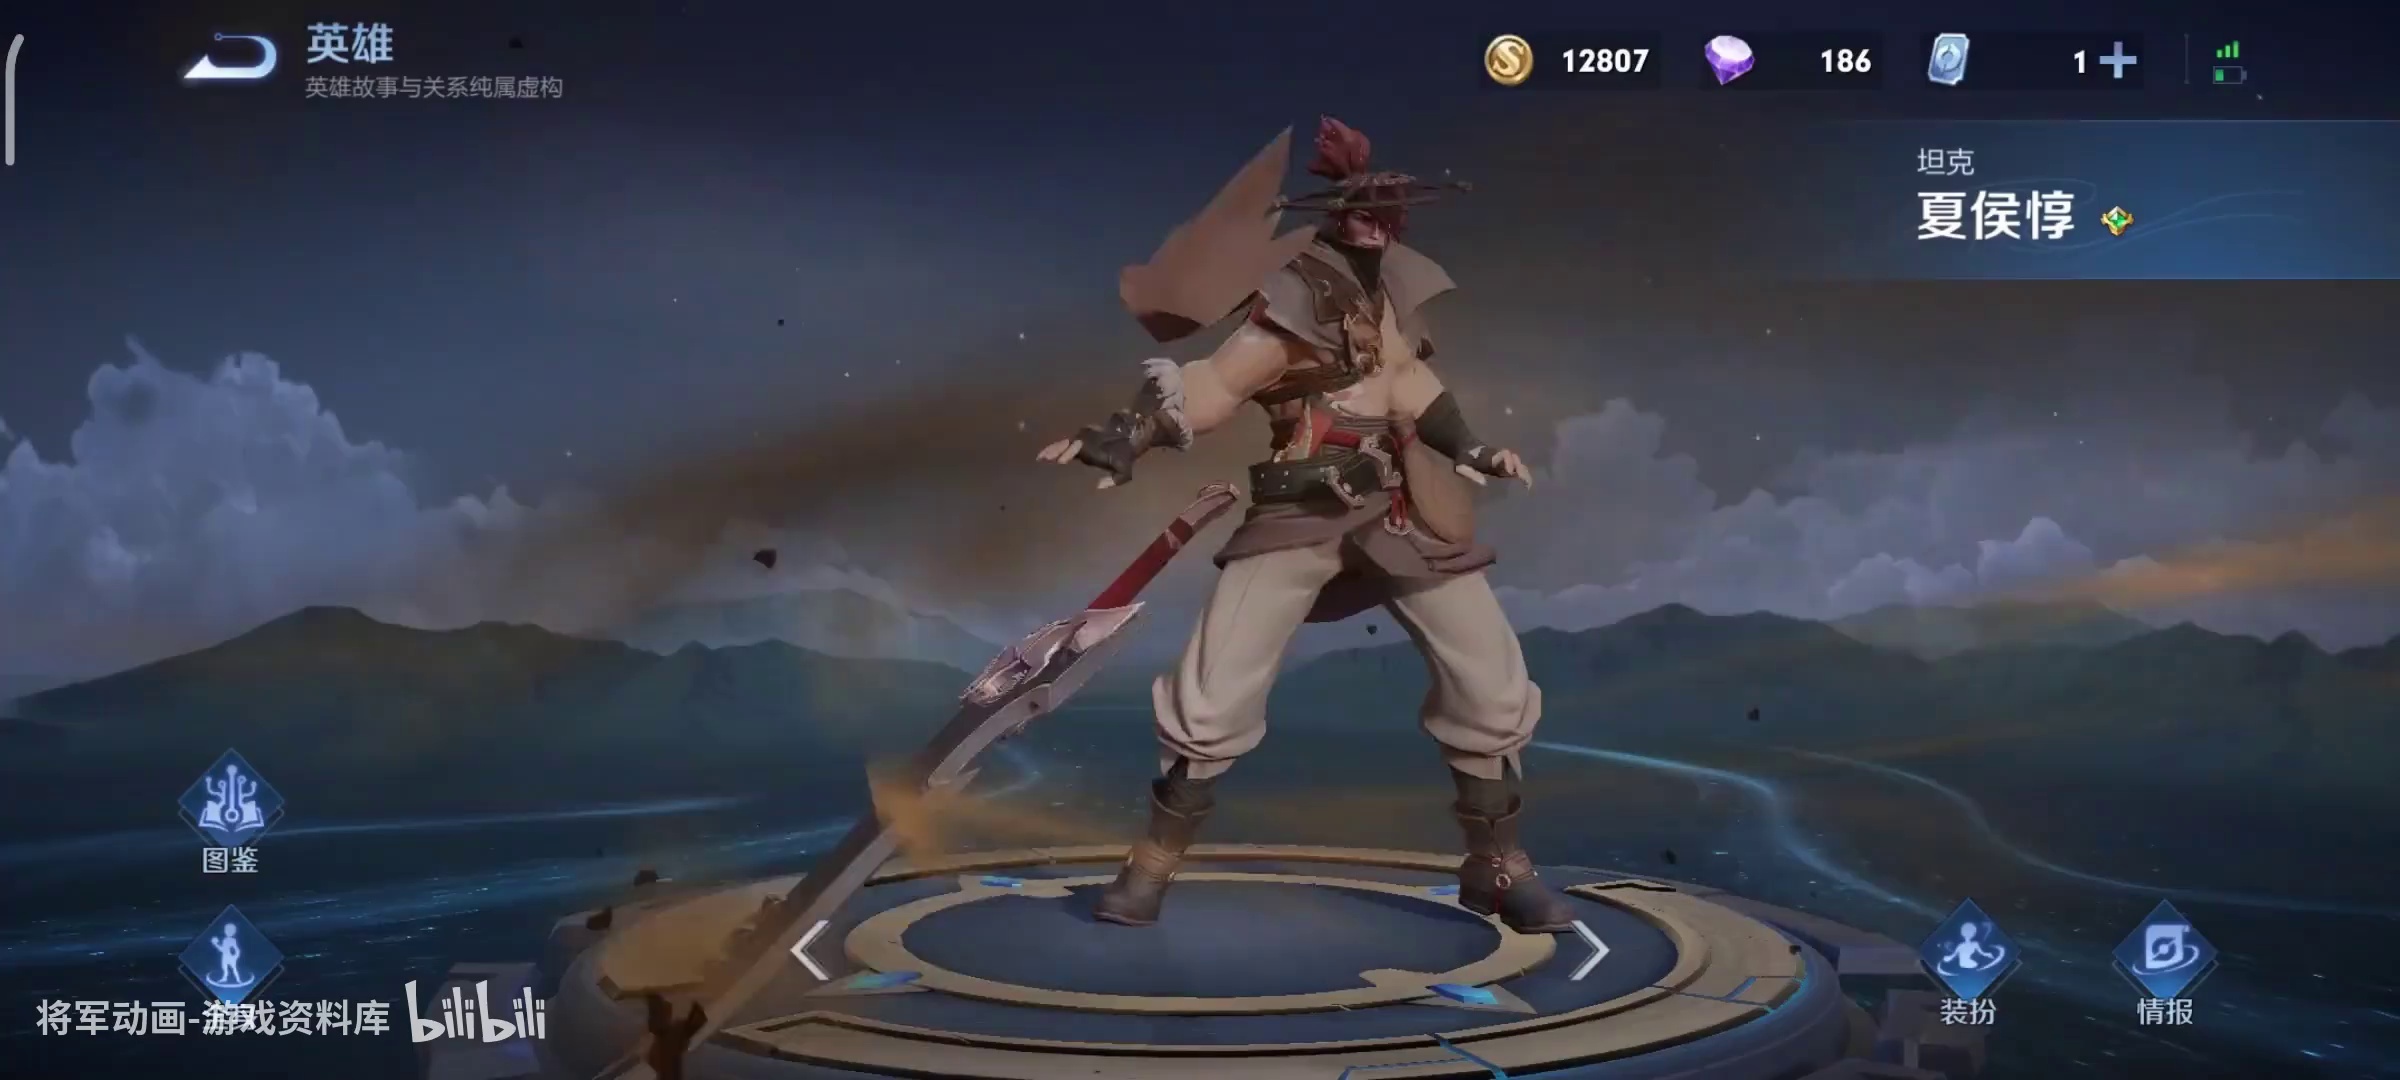 英雄
英雄故事与关系纯属虚构
12807
186
1
坦克
夏侯惇
图鉴
将军动画-游戏资料库 bilibili
装扮
情报